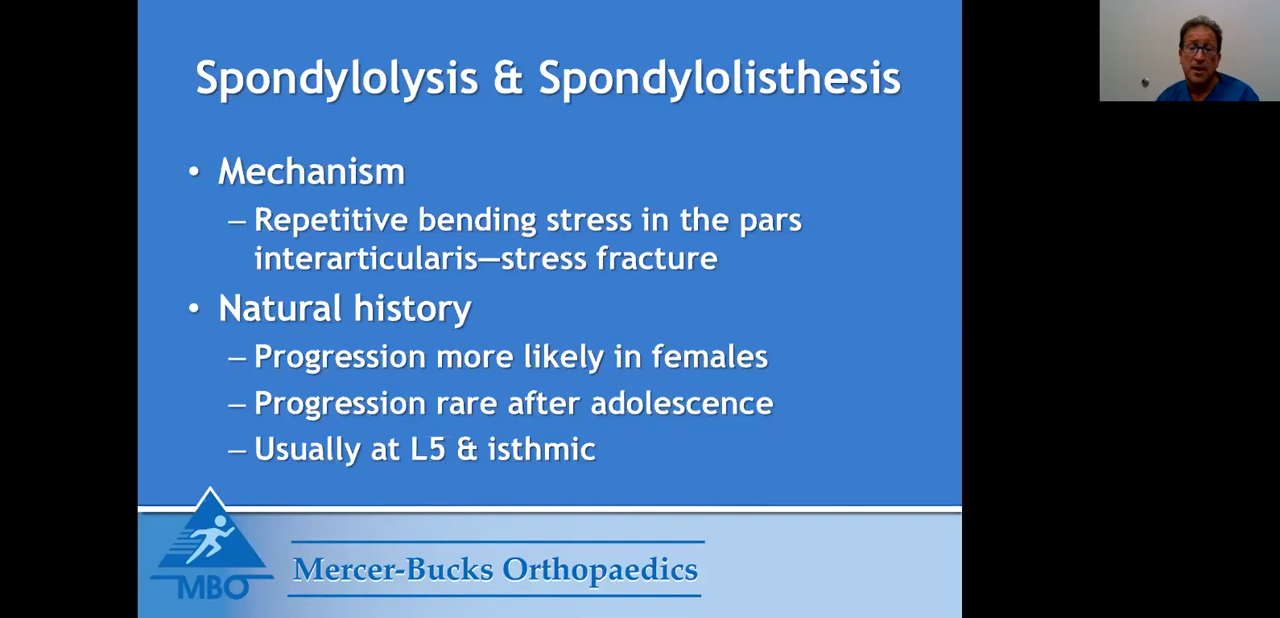 Spondylolysis & Spondylolisthesis
• Mechanism
– Repetitive bending stress in the pars
interarticularis—stress fracture
• Natural history
– Progression more likely in females
– Progression rare after adolescence
– Usually at L5 & isthmic
MBO
Mercer-Bucks Orthopaedics